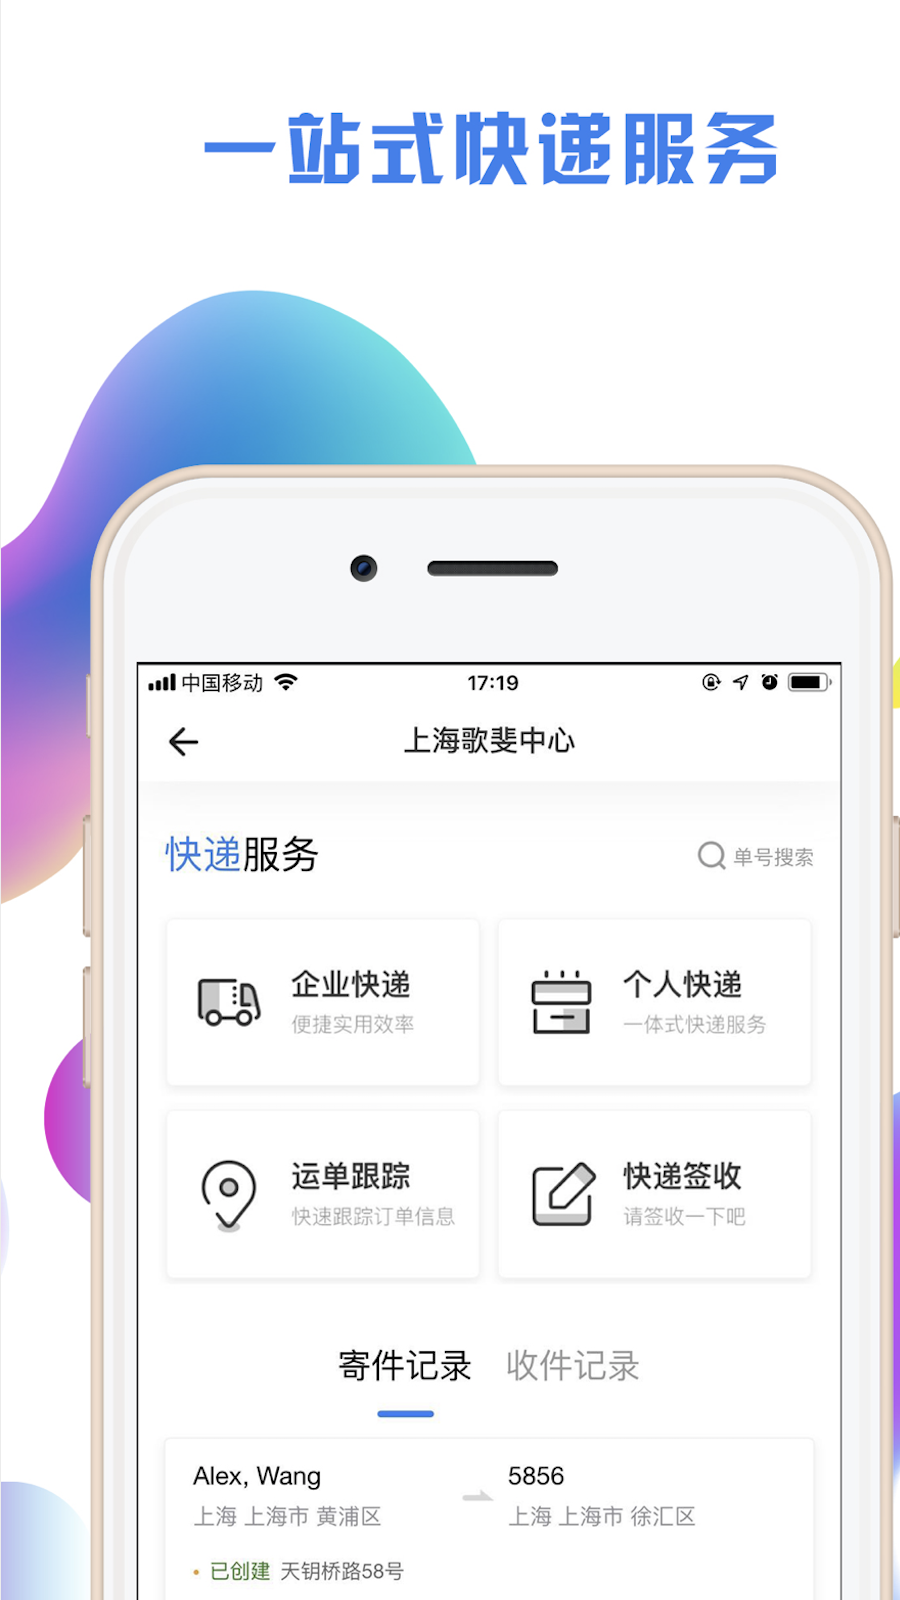 一站式快递服务
中国移动 17:19
上海歌斐中心
快递服务 单号搜索
企业快递 个人快递
便捷实用效率 一体式快递服务
运单跟踪 快递签收
快速跟踪订单信息 请签收一下吧
寄件记录 收件记录
Alex, Wang 5856
上海 上海市 黄浦区 上海 上海市 徐汇区
已创建 天钥桥路58号